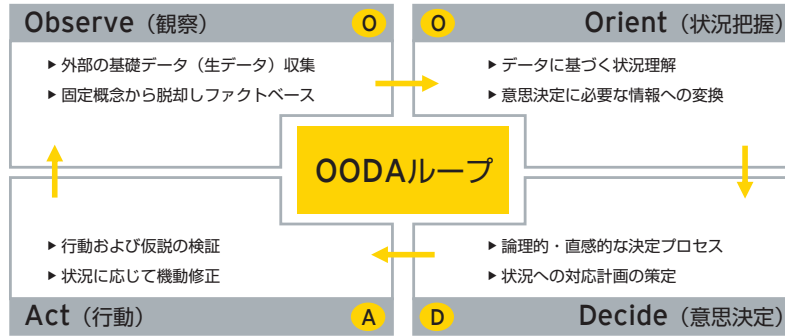 Observe（観察） O
▶ 外部の基礎データ（生データ）収集
▶ 固定概念から脱却しファクトベース
O Orient（状況把握）
▶ データに基づく状況理解
▶ 意思決定に必要な情報への変換
OODAループ
▶ 論理的・直感的な決定プロセス
▶ 状況への対応計画の策定
D Decide（意思決定）
▶ 行動および仮説の検証
▶ 状況に応じて機動修正
Act（行動） A